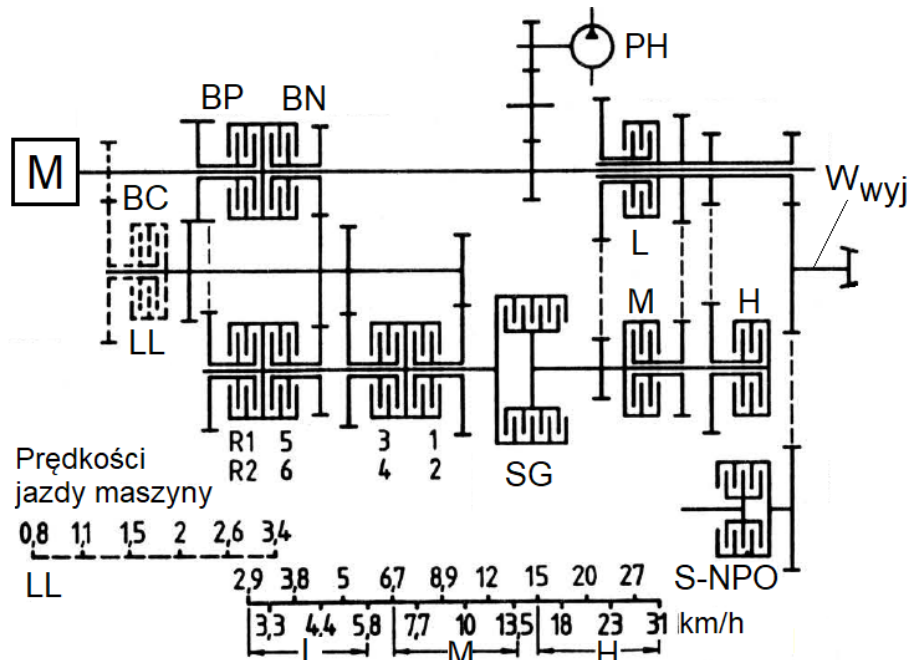 PH
BP BN
M
BC
W wyj
L
M H
LL
R1 5 3 1
R2 6 4 2
SG
Prędkości
jazdy maszyny
0,8 1,1 1,5 2 2,6 3,4
LL
S-NPO
2,9 3,8 5 6,7 8,9 12 15 20 27
3,3 4,4 5,8 7,7 10 13,5 18 23 31 km/h
L M H